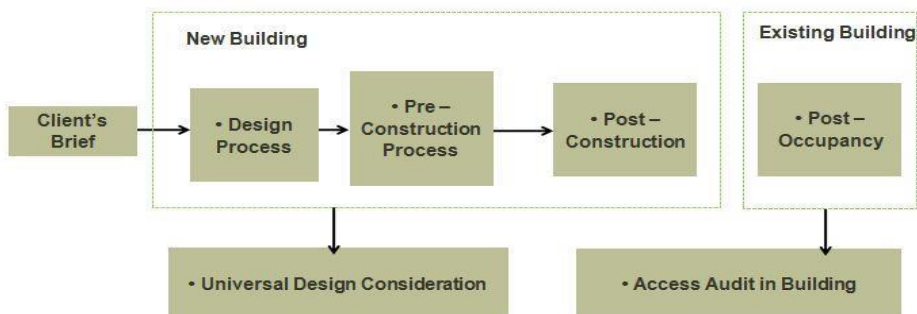 New Building
Existing Building
Client's
Brief
• Design
Process
• Pre –
Construction
Process
• Post –
Construction
• Post –
Occupancy
• Universal Design Consideration
• Access Audit in Building